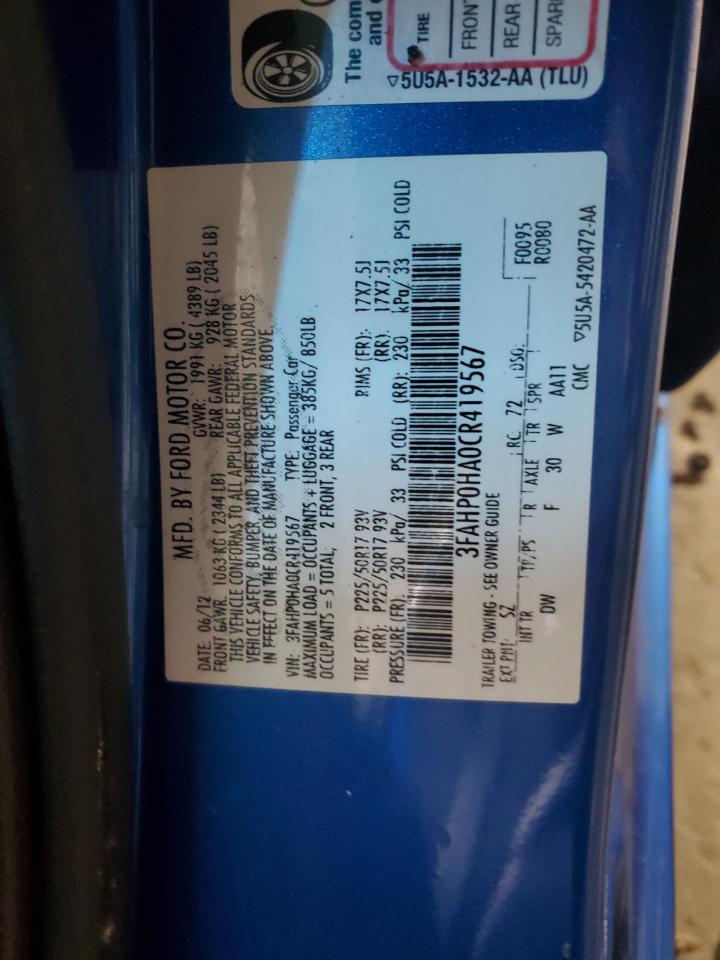 MFD. BY FORD MOTOR CO.
DATE: 06/12 GVWR: 1991 KG ( 4389 LB)
FRONT GAWR: 1063 KG ( 2344 LB) REAR GAWR: 928 KG ( 2045 LB)
THIS VEHICLE CONFORMS TO ALL APPLICABLE FEDERAL MOTOR
VEHICLE SAFETY, BUMPER, AND THEFT PREVENTION STANDARDS
IN EFFECT ON THE DATE OF MANUFACTURE SHOWN ABOVE.
VIN: 3FAHP0HA0CR419567 TYPE: Passenger Car
MAXIMUM LOAD = OCCUPANTS + LUGGAGE = 385KG/ 850LB
OCCUPANTS = 5 TOTAL, 2 FRONT, 3 REAR
TIRE (FR): P225/50R17 93V RIMS (FR): 17X7.5J
(RR): P225/50R17 93V (RR): 17X7.5J
PRESSURE (FR): 230 kPa/ 33 PSI COLD (RR): 230 kPa/ 33 PSI COLD
3FAHP0HA0CR419567
TRAILER TOWING - SEE OWNER GUIDE
EXT PNT: SZ RC: 72 DSO: F0095
INT TR TP/PS R AXLE TR SPR RG080
DW F 30 W AA11
CMC ▽5U5A-5420472-AA
The com
and
TIRE
FRON
REAR
SPAR
▽5U5A-1532-AA (TLU)